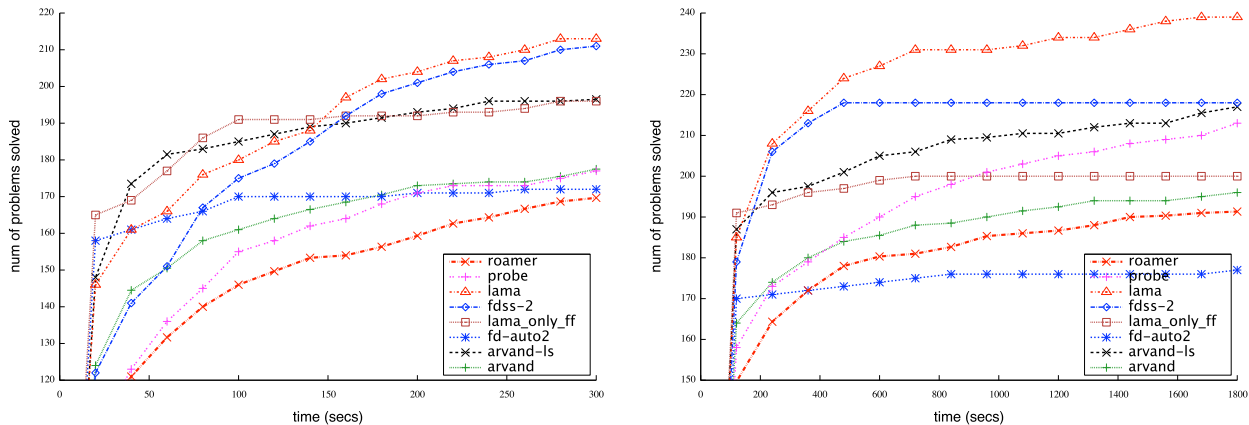 220
210
200
190
180
170
160
150
140
130
120
num of problems solved
0
50
100
150
200
250
300
time (secs)
roamer
probe
lama
fdss-2
lama_only_ff
fd-auto2
arvand-ls
arvand
240
230
220
210
200
190
180
170
160
150
num of problems solved
0
200
400
600
800
1000
1200
1400
1600
1800
time (secs)
roamer
probe
lama
fdss-2
lama_only_ff
fd-auto2
arvand-ls
arvand